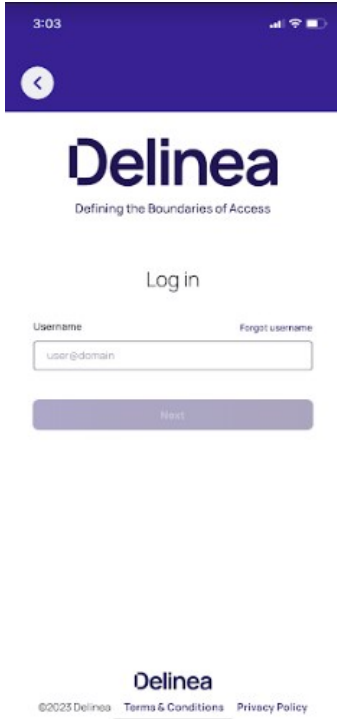 3:03
Delinea
Defining the Boundaries of Access
Log in
Username Forgot username
user@domain
Next
Delinea
©2023 Delinea Terms & Conditions Privacy Policy